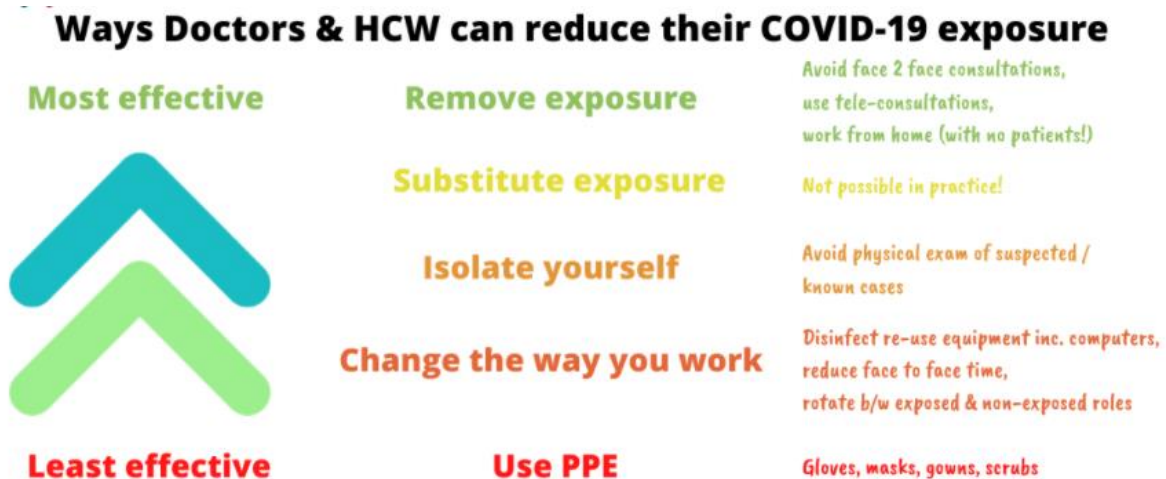 Ways Doctors & HCW can reduce their COVID-19 exposure
Most effective
Remove exposure
Avoid face 2 face consultations,
use tele-consultations,
work from home (with no patients!)
Substitute exposure
Not possible in practice!
Isolate yourself
Avoid physical exam of suspected /
known cases
Change the way you work
Disinfect re-use equipment inc. computers,
reduce face to face time,
rotate b/w exposed & non-exposed roles
Least effective
Use PPE
Gloves, masks, gowns, scrubs